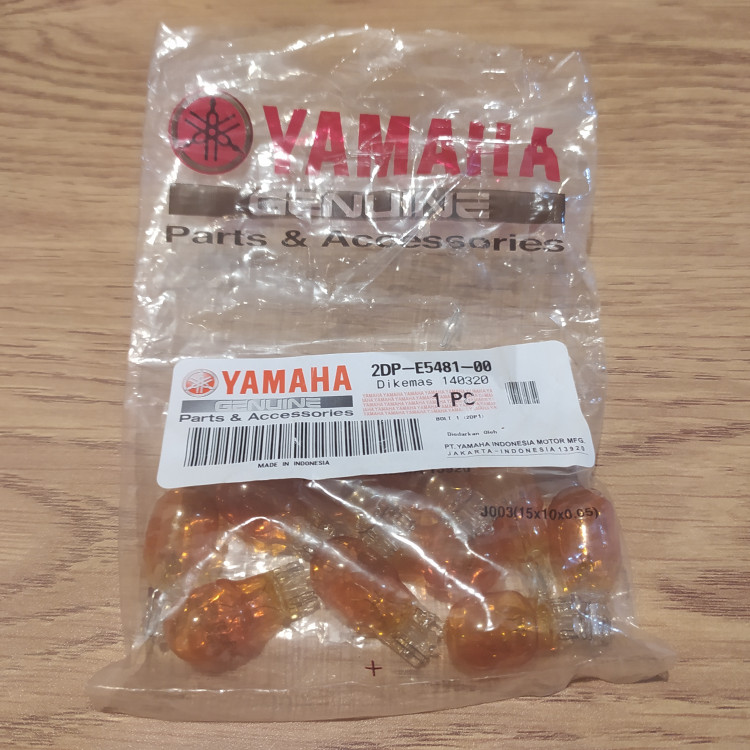 YAMAHA
GENUINE
Parts & Accessories
YAMAHA
GENUINE
Parts & Accessories
MADE IN INDONESIA
2DP-E5481-00
Dikemas 140320
1 PC
PT.YAMAHA INDONESIA MOTOR MFG.
JAKARTA-INDONESIA 13920
J003(15x10x0,05)
+